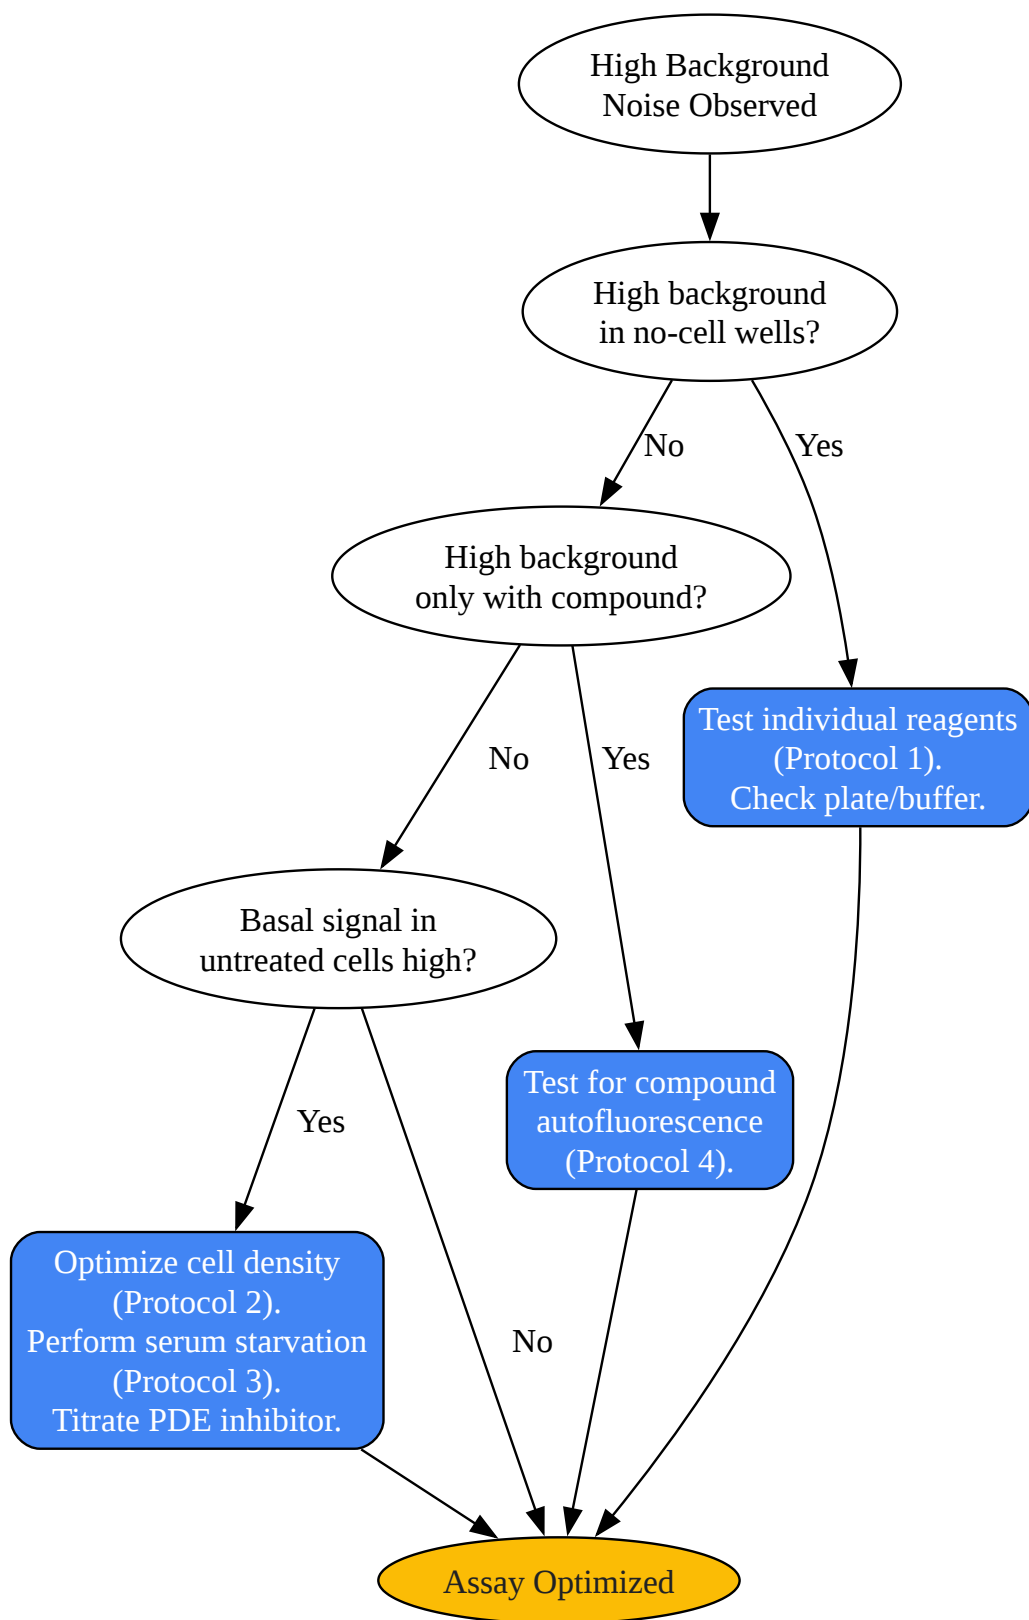 High Background
Noise Observed
High background
in no-cell wells?
No
Yes
High background
only with compound?
Test individual reagents
(Protocol 1).
Check plate/buffer.
No
Yes
Basal signal in
untreated cells high?
Test for compound
autofluorescence
(Protocol 4).
Yes
Optimize cell density
(Protocol 2).
Perform serum starvation
(Protocol 3).
Titrate PDE inhibitor.
No
Assay Optimized